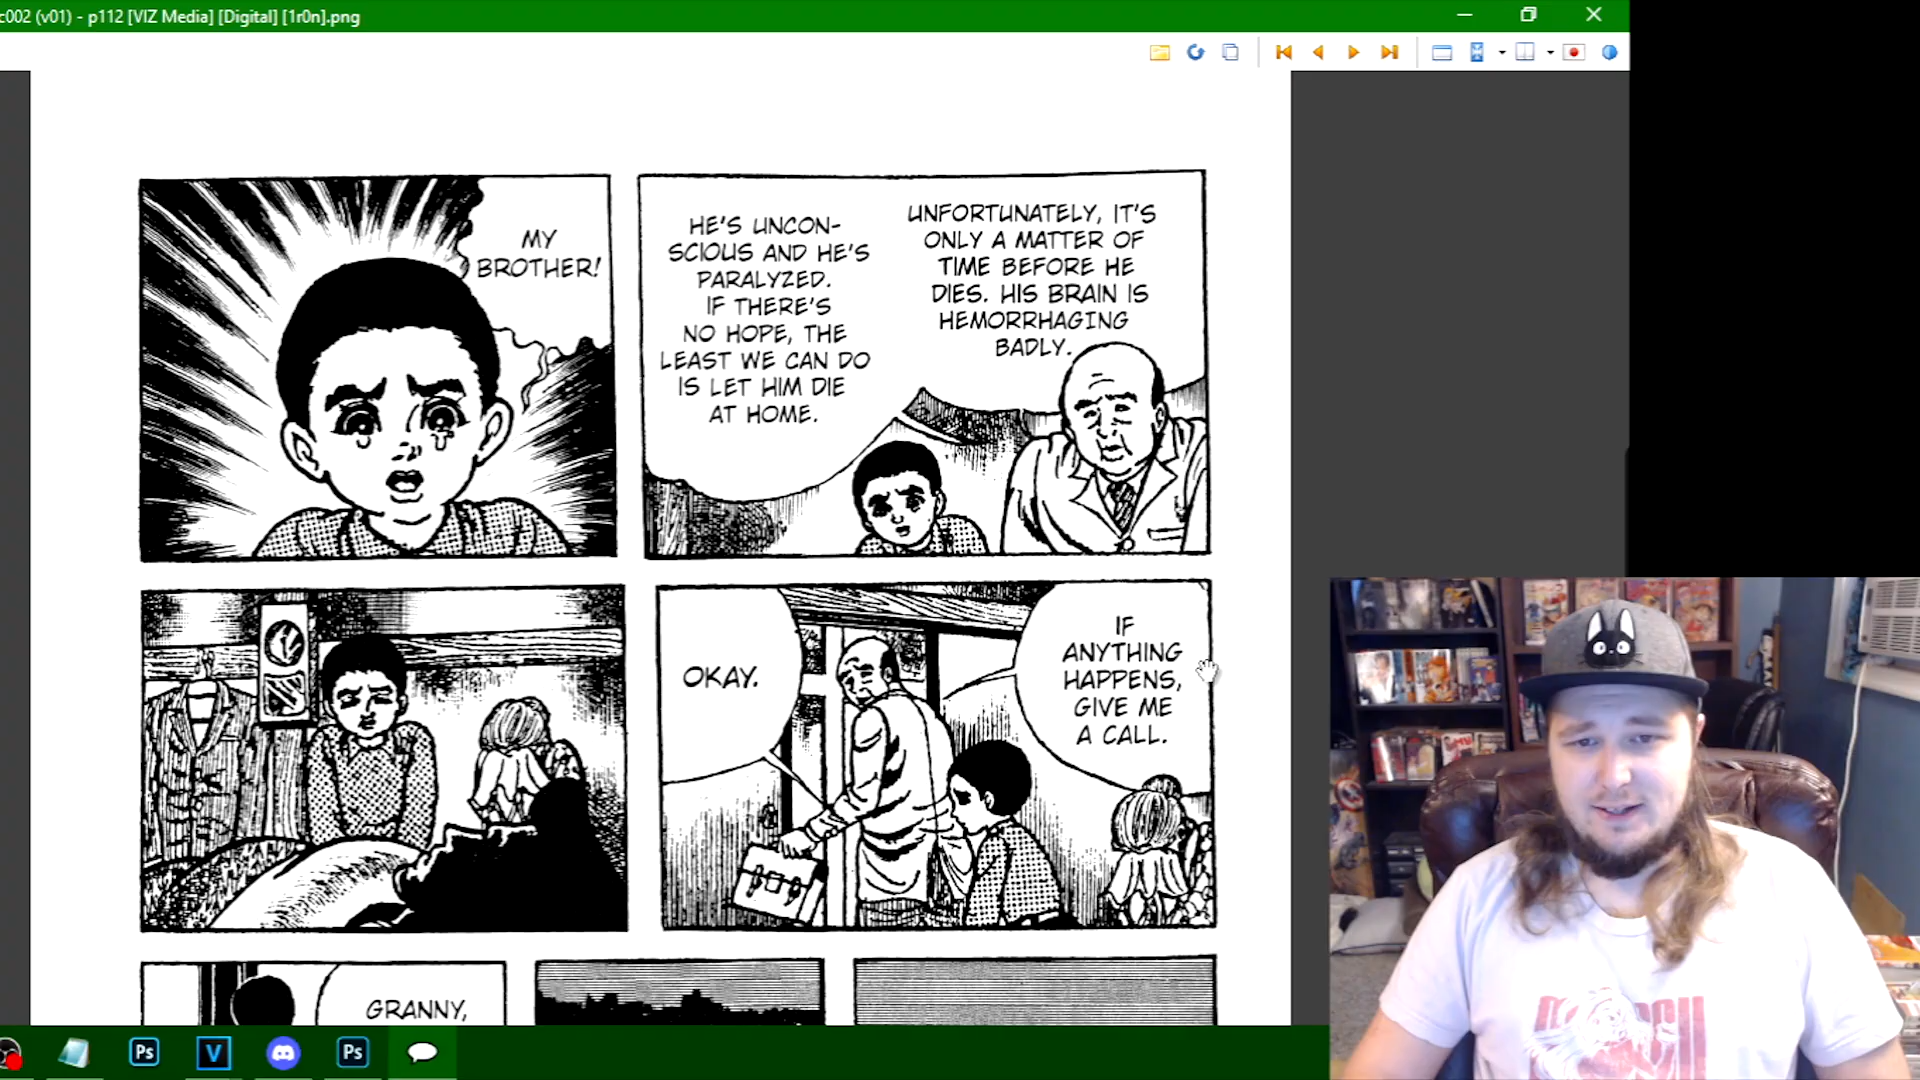 c002 (v01) - p112 [VIZ Media] [Digital] [1r0n].png
UNFORTUNATELY, IT'S
ONLY A MATTER OF
TIME BEFORE HE
DIES. HIS BRAIN IS
HEMORRHAGING
BADLY.
HE'S UNCON-
SCIOUS AND HE'S
PARALYZED.
IF THERE'S
NO HOPE, THE
LEAST WE CAN DO
IS LET HIM DIE
AT HOME.
MY
BROTHER!
IF
ANYTHING
HAPPENS,
GIVE ME
A CALL.
OKAY.
GRANNY,
Ps
V
Ps